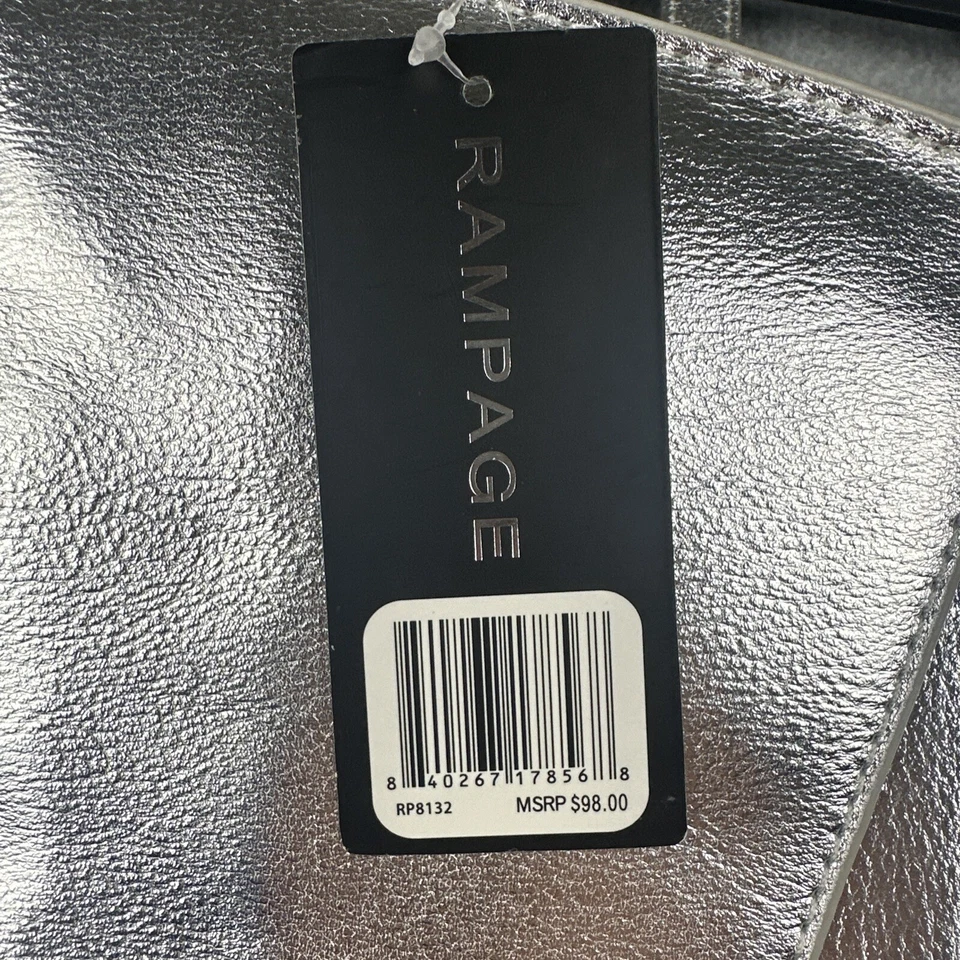 RAMPAGE
8 40267 17856 8
RP8132 MSRP $98.00